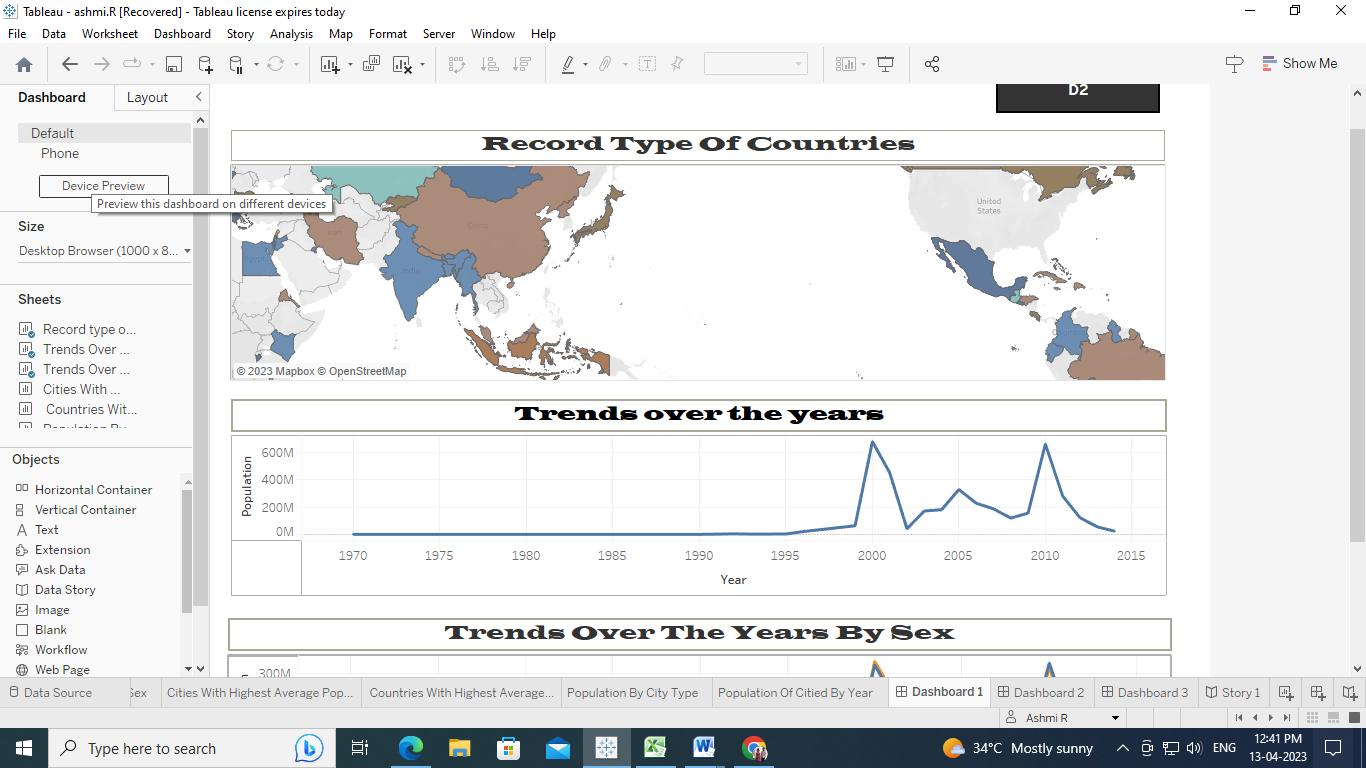 Tableau - ashmi.R [Recovered] - Tableau license expires today
File Data Worksheet Dashboard Story Analysis Map Format Server Window Help
Show Me
Dashboard Layout
D2
Default
Phone
Device Preview
Preview this dashboard on different devices
Size
Desktop Browser (1000 x 8...
Sheets
Record type o...
Trends Over ...
Trends Over ...
Cities With ...
Countries Wit...
Population By
Objects
Horizontal Container
Vertical Container
Text
Extension
Ask Data
Data Story
Image
Blank
Workflow
Web Page
Record Type Of Countries
United
States
China
Iran
Egypt
India
Colombia
© 2023 Mapbox © OpenStreetMap
Trends over the years
Population
600M
400M
200M
0M
1970 1975 1980 1985 1990 1995 2000 2005 2010 2015
Year
Trends Over The Years By Sex
300M
Data Source Sex Cities With Highest Average Pop... Countries With Highest Average... Population By City Type Population Of Citied By Year Dashboard 1 Dashboard 2 Dashboard 3 Story 1
Ashmi R
Type here to search
34°C Mostly sunny
ENG
12:41 PM
13-04-2023